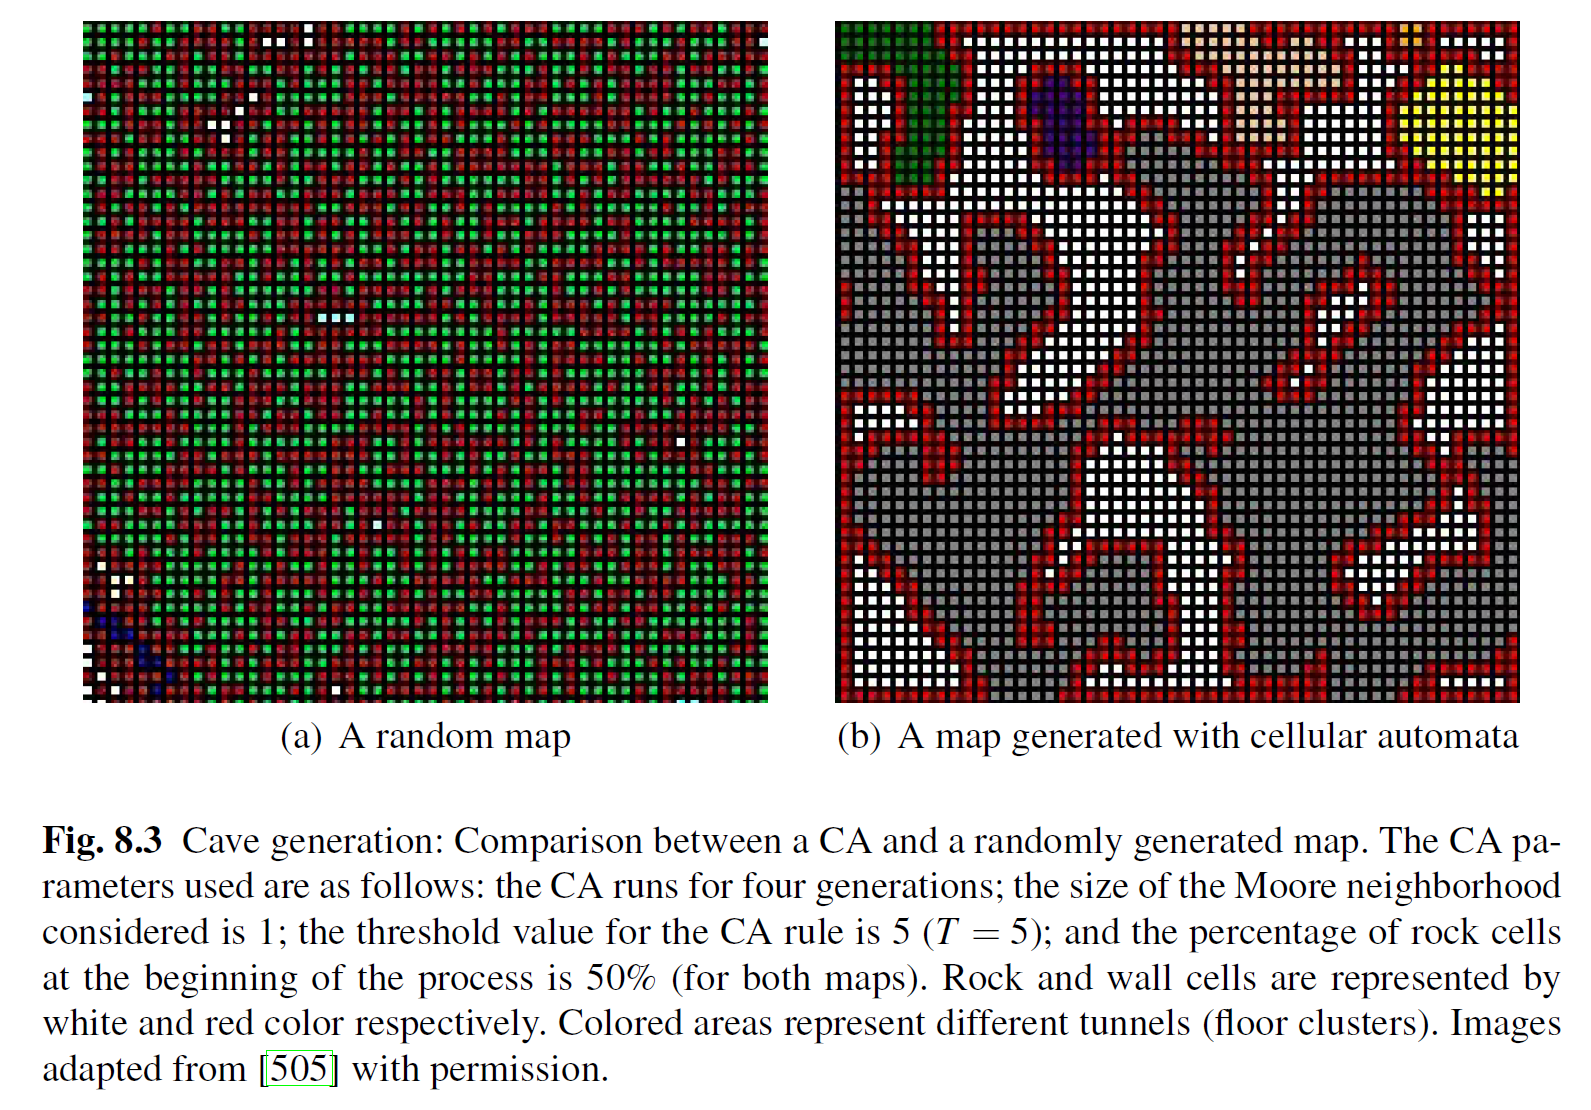 (a) A random map
(b) A map generated with cellular automata
Fig. 8.3 Cave generation: Comparison between a CA and a randomly generated map. The CA pa-
rameters used are as follows: the CA runs for four generations; the size of the Moore neighborhood
considered is 1; the threshold value for the CA rule is 5 (T = 5); and the percentage of rock cells
at the beginning of the process is 50% (for both maps). Rock and wall cells are represented by
white and red color respectively. Colored areas represent different tunnels (floor clusters). Images
adapted from [505] with permission.